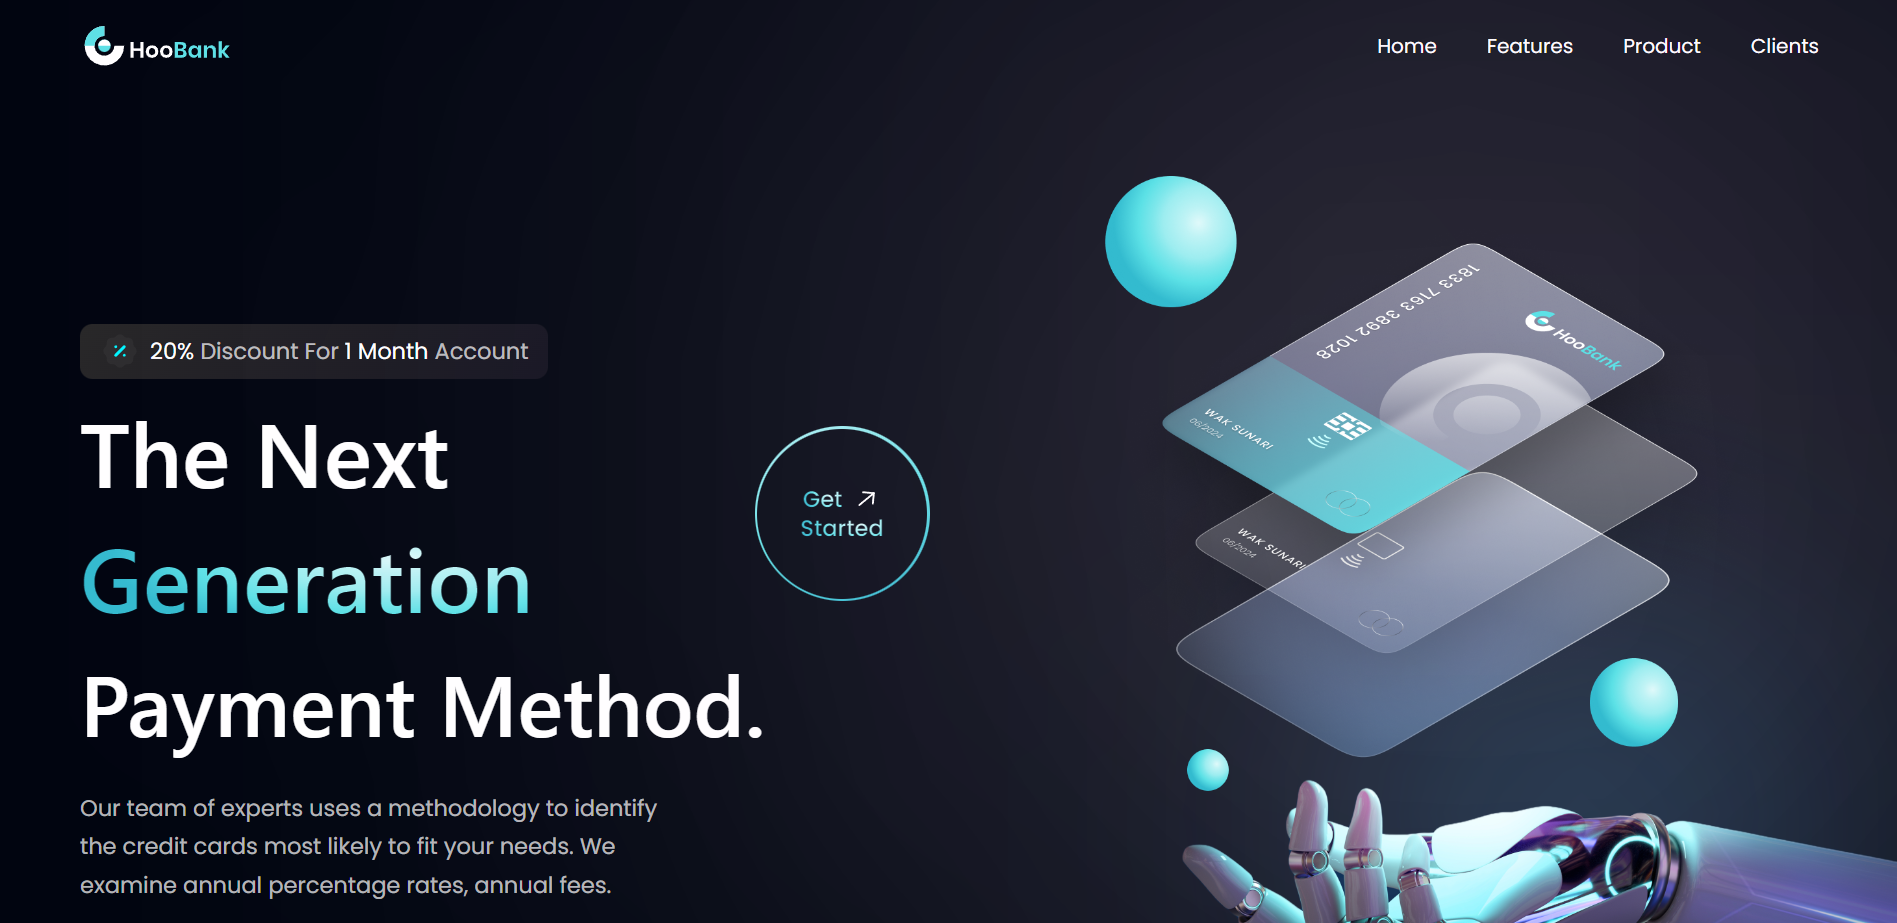 HooBank
Home
Features
Product
Clients
20% Discount For 1 Month Account
The Next
Generation
Payment Method.
Get
Started
Our team of experts uses a methodology to identify
the credit cards most likely to fit your needs. We
examine annual percentage rates, annual fees.
1833 7163 3892 1028
HooBank
WAK SUNARI
06/2024
WAK SUNARI
06/2024